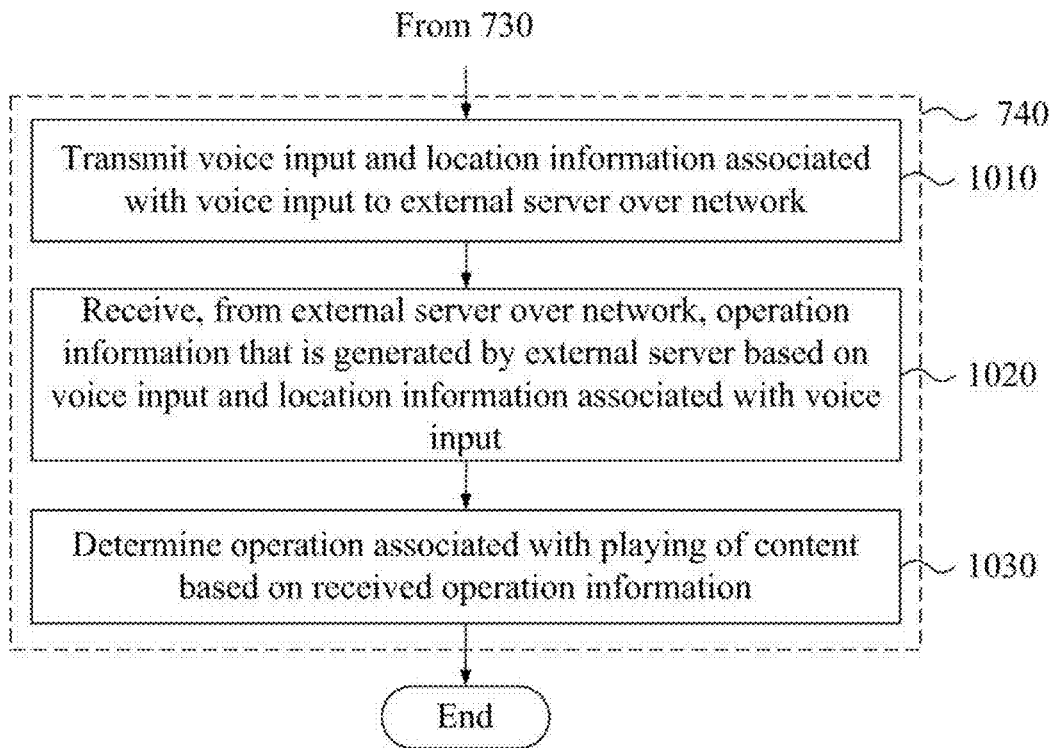 From 730
740
Transmit voice input and location information associated
with voice input to external server over network
1010
Receive, from external server over network, operation
information that is generated by external server based on
voice input and location information associated with voice
input
1020
Determine operation associated with playing of content
based on received operation information
1030
End